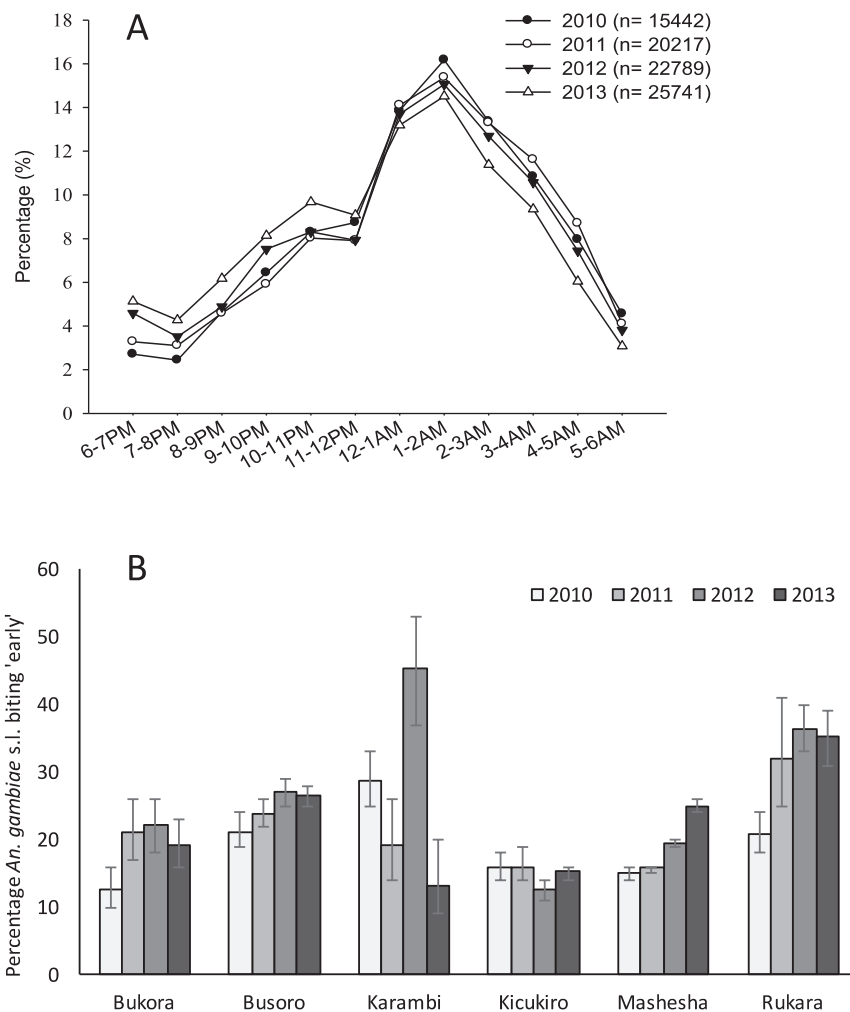 A
2010 (n= 15442)
2011 (n= 20217)
2012 (n= 22789)
2013 (n= 25741)
Percentage (%)
18
16
14
12
10
8
6
4
2
0
6-7PM 7-8PM 8-9PM 9-10PM 10-11PM 11-12PM 12-1AM 1-2AM 2-3AM 3-4AM 4-5AM 5-6AM
B
2010 2011 2012 2013
Percentage An. gambiae s.l. biting 'early'
60
50
40
30
20
10
0
Bukora Busoro Karambi Kicukiro Mashesha Rukara